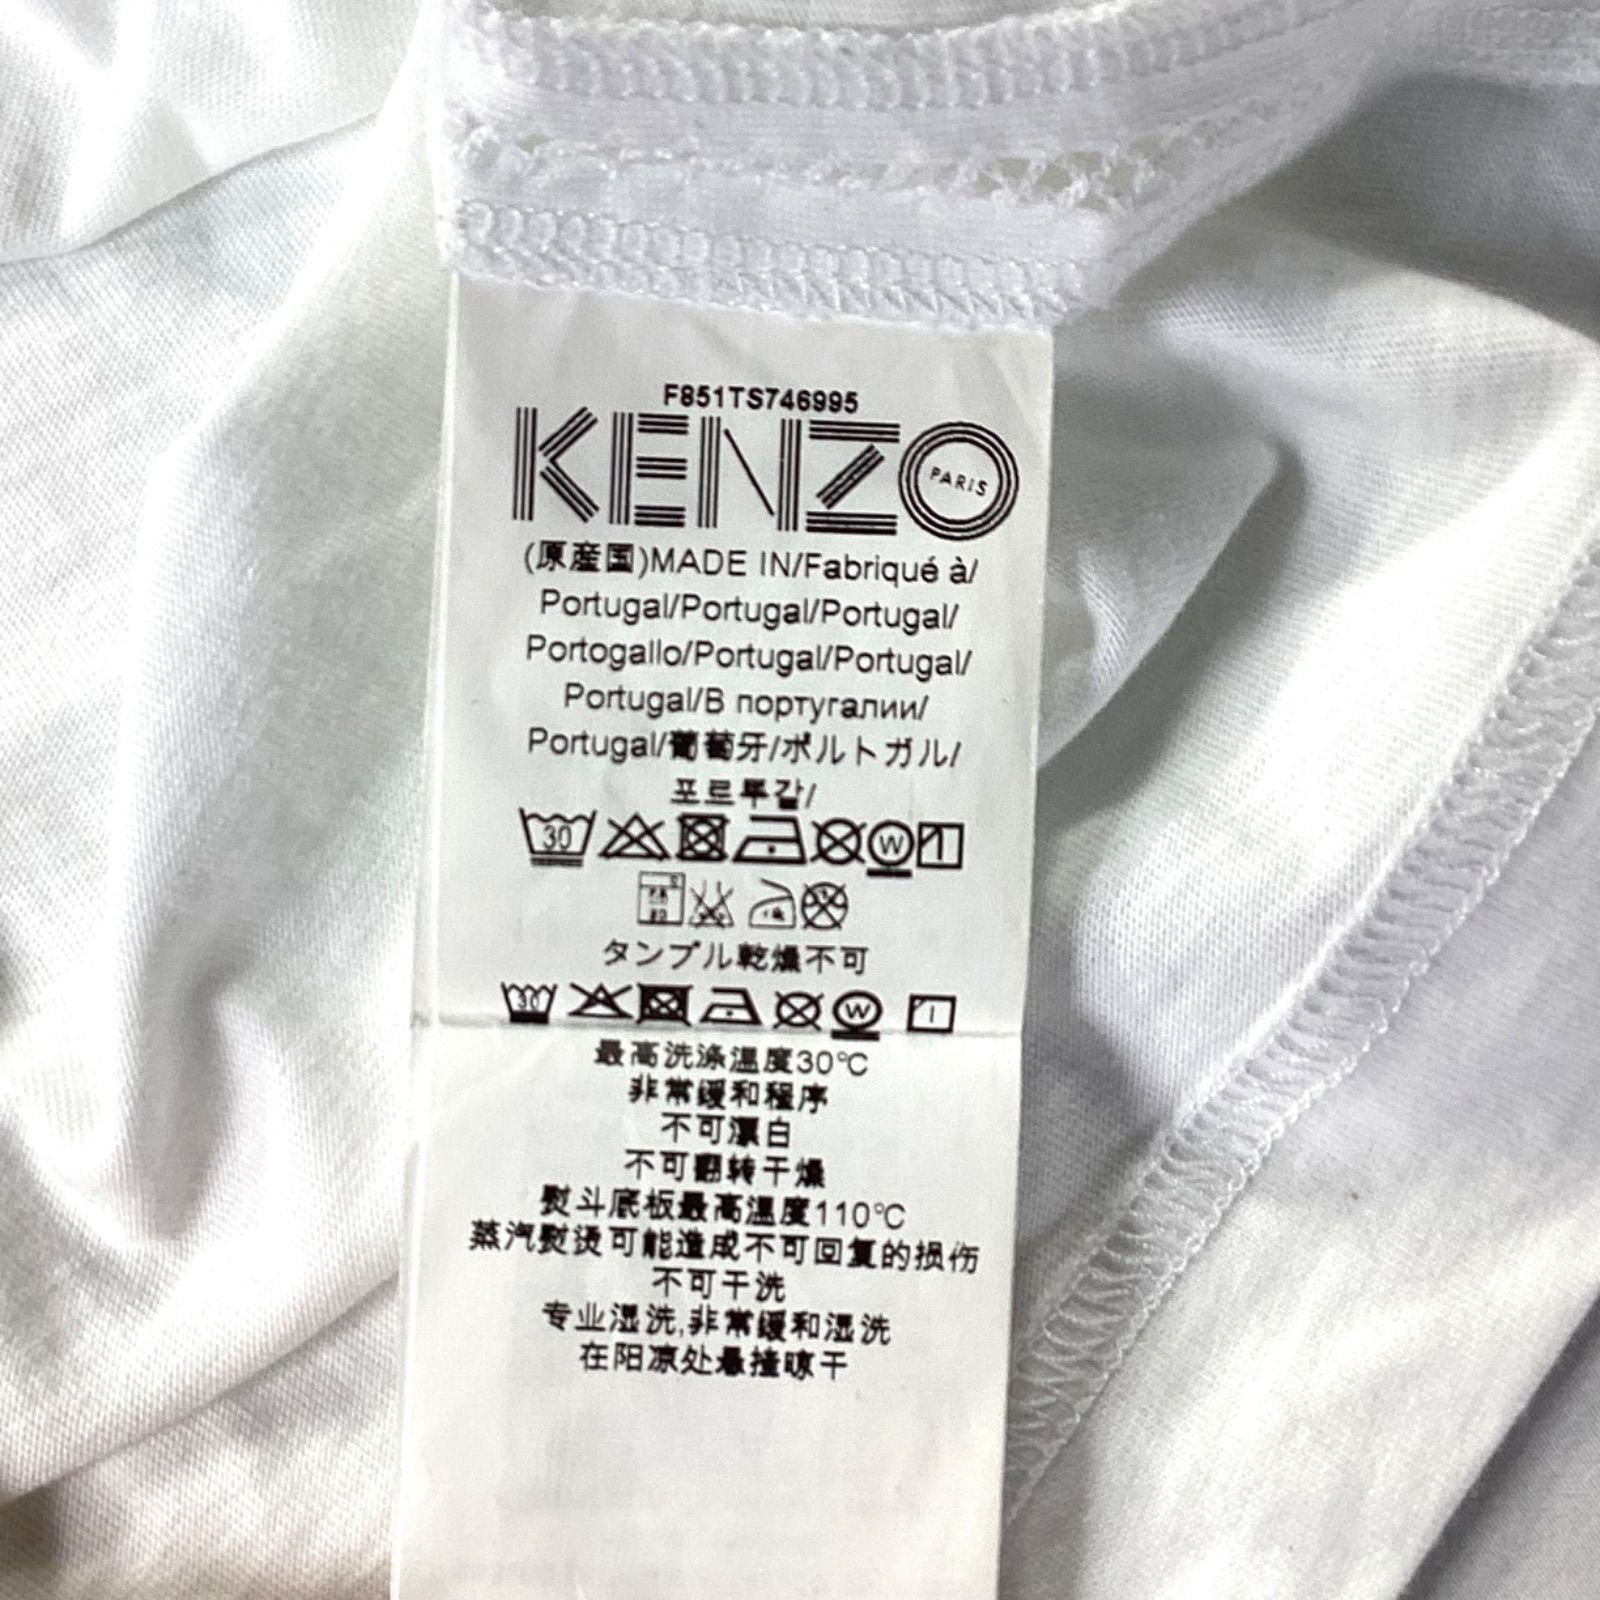 F851TS746995
KENZO PARIS
(原産国)MADE IN/Fabriqué à/
Portugal/Portugal/Portugal/
Portogallo/Portugal/Portugal/
Portugal/В португалии/
Portugal/葡萄牙/ポルトガル/
포르투갈/
30 W
タンブル乾燥不可
30 W
最高洗涤温度30℃
非常缓和程序
不可漂白
不可翻转干燥
熨斗底板最高温度110℃
蒸汽熨烫可能造成不可回复的损伤
不可干洗
专业湿洗,非常缓和湿洗
在阳凉处悬挂晾干